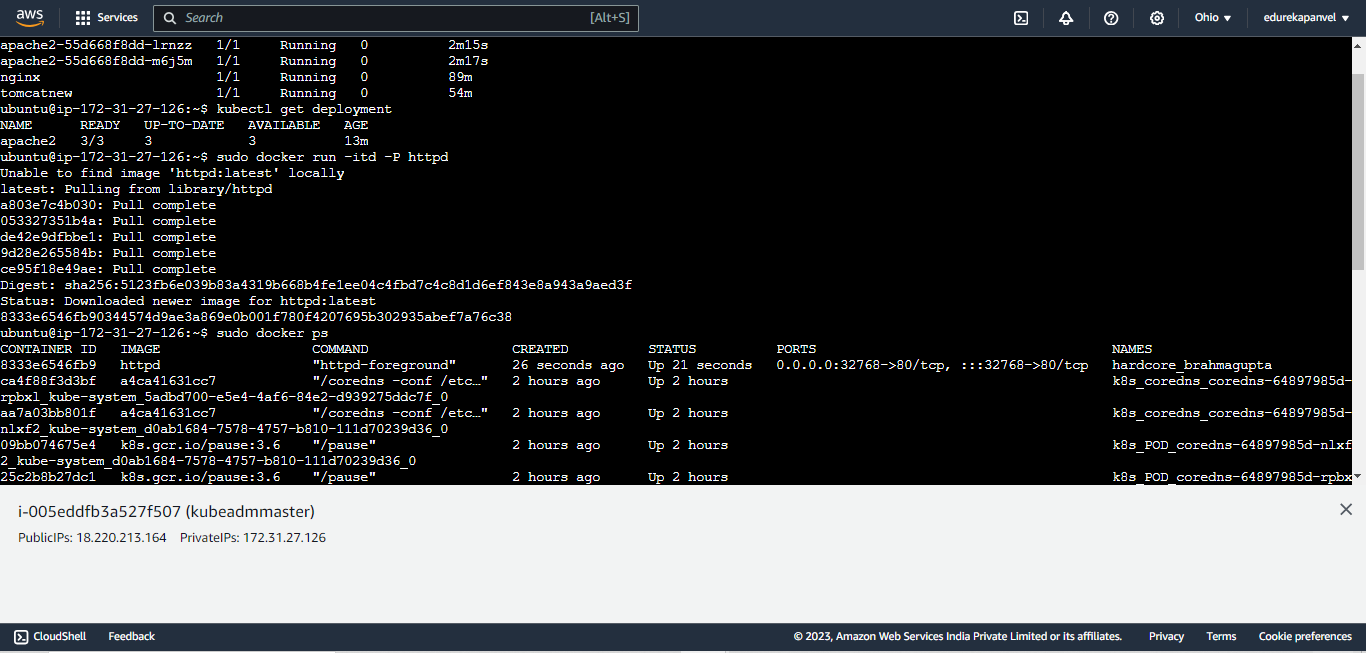 aws Services Search [Alt+S] Ohio edurekapanvel
apache2-55d668f8dd-lrnzz 1/1 Running 0 2m15s
apache2-55d668f8dd-m6j5m 1/1 Running 0 2m17s
nginx 1/1 Running 0 89m
tomcatnew 1/1 Running 0 54m
ubuntu@ip-172-31-27-126:~$ kubectl get deployment
NAME READY UP-TO-DATE AVAILABLE AGE
apache2 3/3 3 3 13m
ubuntu@ip-172-31-27-126:~$ sudo docker run -itd -P httpd
Unable to find image 'httpd:latest' locally
latest: Pulling from library/httpd
a803e7c4b030: Pull complete
053327351b4a: Pull complete
de42e9dfbbe1: Pull complete
9d28e265584b: Pull complete
ce95f18e49ae: Pull complete
Digest: sha256:5123fb6e039b83a4319b668b4fe1ee04c4fbd7c4c8d1d6ef843e8a943a9aed3f
Status: Downloaded newer image for httpd:latest
8333e6546fb90344574d9ae3a869e0b001f780f4207695b302935abef7a76c38
ubuntu@ip-172-31-27-126:~$ sudo docker ps
CONTAINER ID IMAGE COMMAND CREATED STATUS PORTS NAMES
8333e6546fb9 httpd "httpd-foreground" 26 seconds ago Up 21 seconds 0.0.0.0:32768->80/tcp, :::32768->80/tcp hardcore_brahmagupta
ca4f88f3d3bf a4ca41631cc7 "/coredns -conf /etc…" 2 hours ago Up 2 hours k8s_coredns_coredns-64897985d-
rpbxl_kube-system_5adbd700-e5e4-4af6-84e2-d939275ddc7f_0
aa7a03bb801f a4ca41631cc7 "/coredns -conf /etc…" 2 hours ago Up 2 hours k8s_coredns_coredns-64897985d-
nlxf2_kube-system_d0ab1684-7578-4757-b810-111d70239d36_0
09bb074675e4 k8s.gcr.io/pause:3.6 "/pause" 2 hours ago Up 2 hours k8s_POD_coredns-64897985d-nlxf
2_kube-system_d0ab1684-7578-4757-b810-111d70239d36_0
25c2b8b27dc1 k8s.gcr.io/pause:3.6 "/pause" 2 hours ago Up 2 hours k8s_POD_coredns-64897985d-rpbx
i-005eddfb3a527f507 (kubeadmmaster)
PublicIPs: 18.220.213.164 PrivateIPs: 172.31.27.126
CloudShell Feedback © 2023, Amazon Web Services India Private Limited or its affiliates. Privacy Terms Cookie preferences